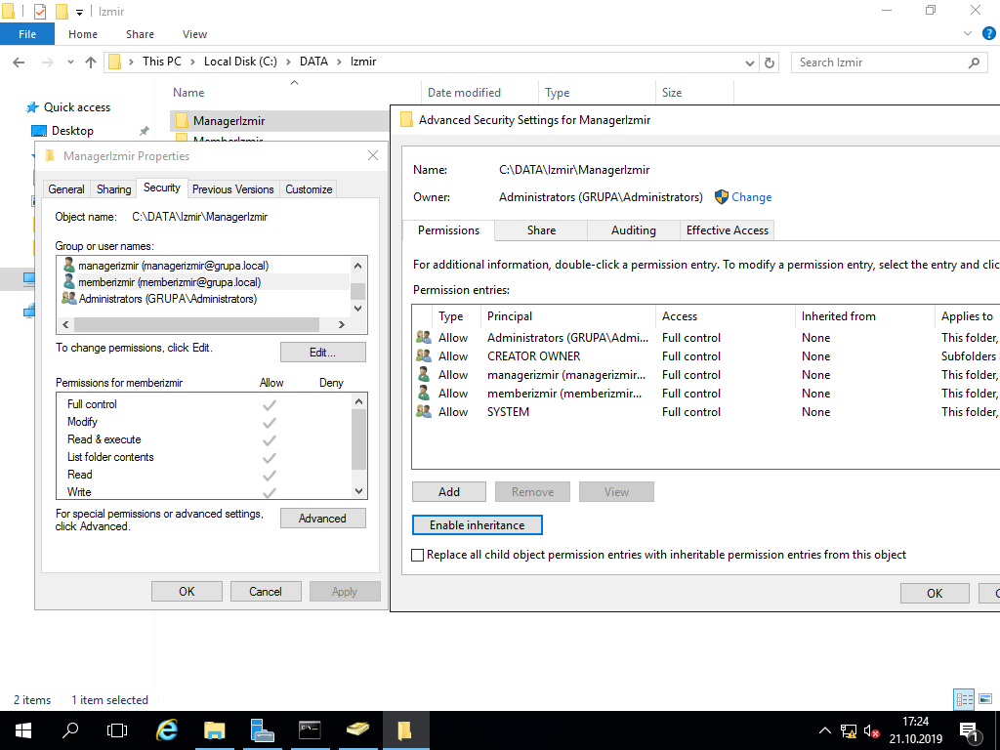 Izmir
File
Home
Share
View
This PC
Local Disk (C:)
DATA
Izmir
Search Izmir
Quick access
Desktop
Name
Date modified
Type
Size
ManagerIzmir
MemberIzmir
ManagerIzmir Properties
General
Sharing
Security
Previous Versions
Customize
Object name:
C:\DATA\Izmir\ManagerIzmir
Group or user names:
managerizmir (managerizmir@grupa.local)
memberizmir (memberizmir@grupa.local)
Administrators (GRUPA\Administrators)
To change permissions, click Edit.
Edit...
Permissions for memberizmir
Allow
Deny
Full control
Modify
Read & execute
List folder contents
Read
Write
For special permissions or advanced settings,
click Advanced.
Advanced
OK
Cancel
Apply
Advanced Security Settings for ManagerIzmir
Name:
C:\DATA\Izmir\ManagerIzmir
Owner:
Administrators (GRUPA\Administrators)
Change
Permissions
Share
Auditing
Effective Access
For additional information, double-click a permission entry. To modify a permission entry, select the entry and clic
Permission entries:
Type Principal Access Inherited from Applies to
Allow Administrators (GRUPA\Admi... Full control None This folder,
Allow CREATOR OWNER Full control None Subfolders
Allow managerizmir (managerizmir... Full control None This folder,
Allow memberizmir (memberizmir... Full control None This folder,
Allow SYSTEM Full control None This folder,
Add
Remove
View
Enable inheritance
Replace all child object permission entries with inheritable permission entries from this object
OK
2 items
1 item selected
17:24
21.10.2019
1